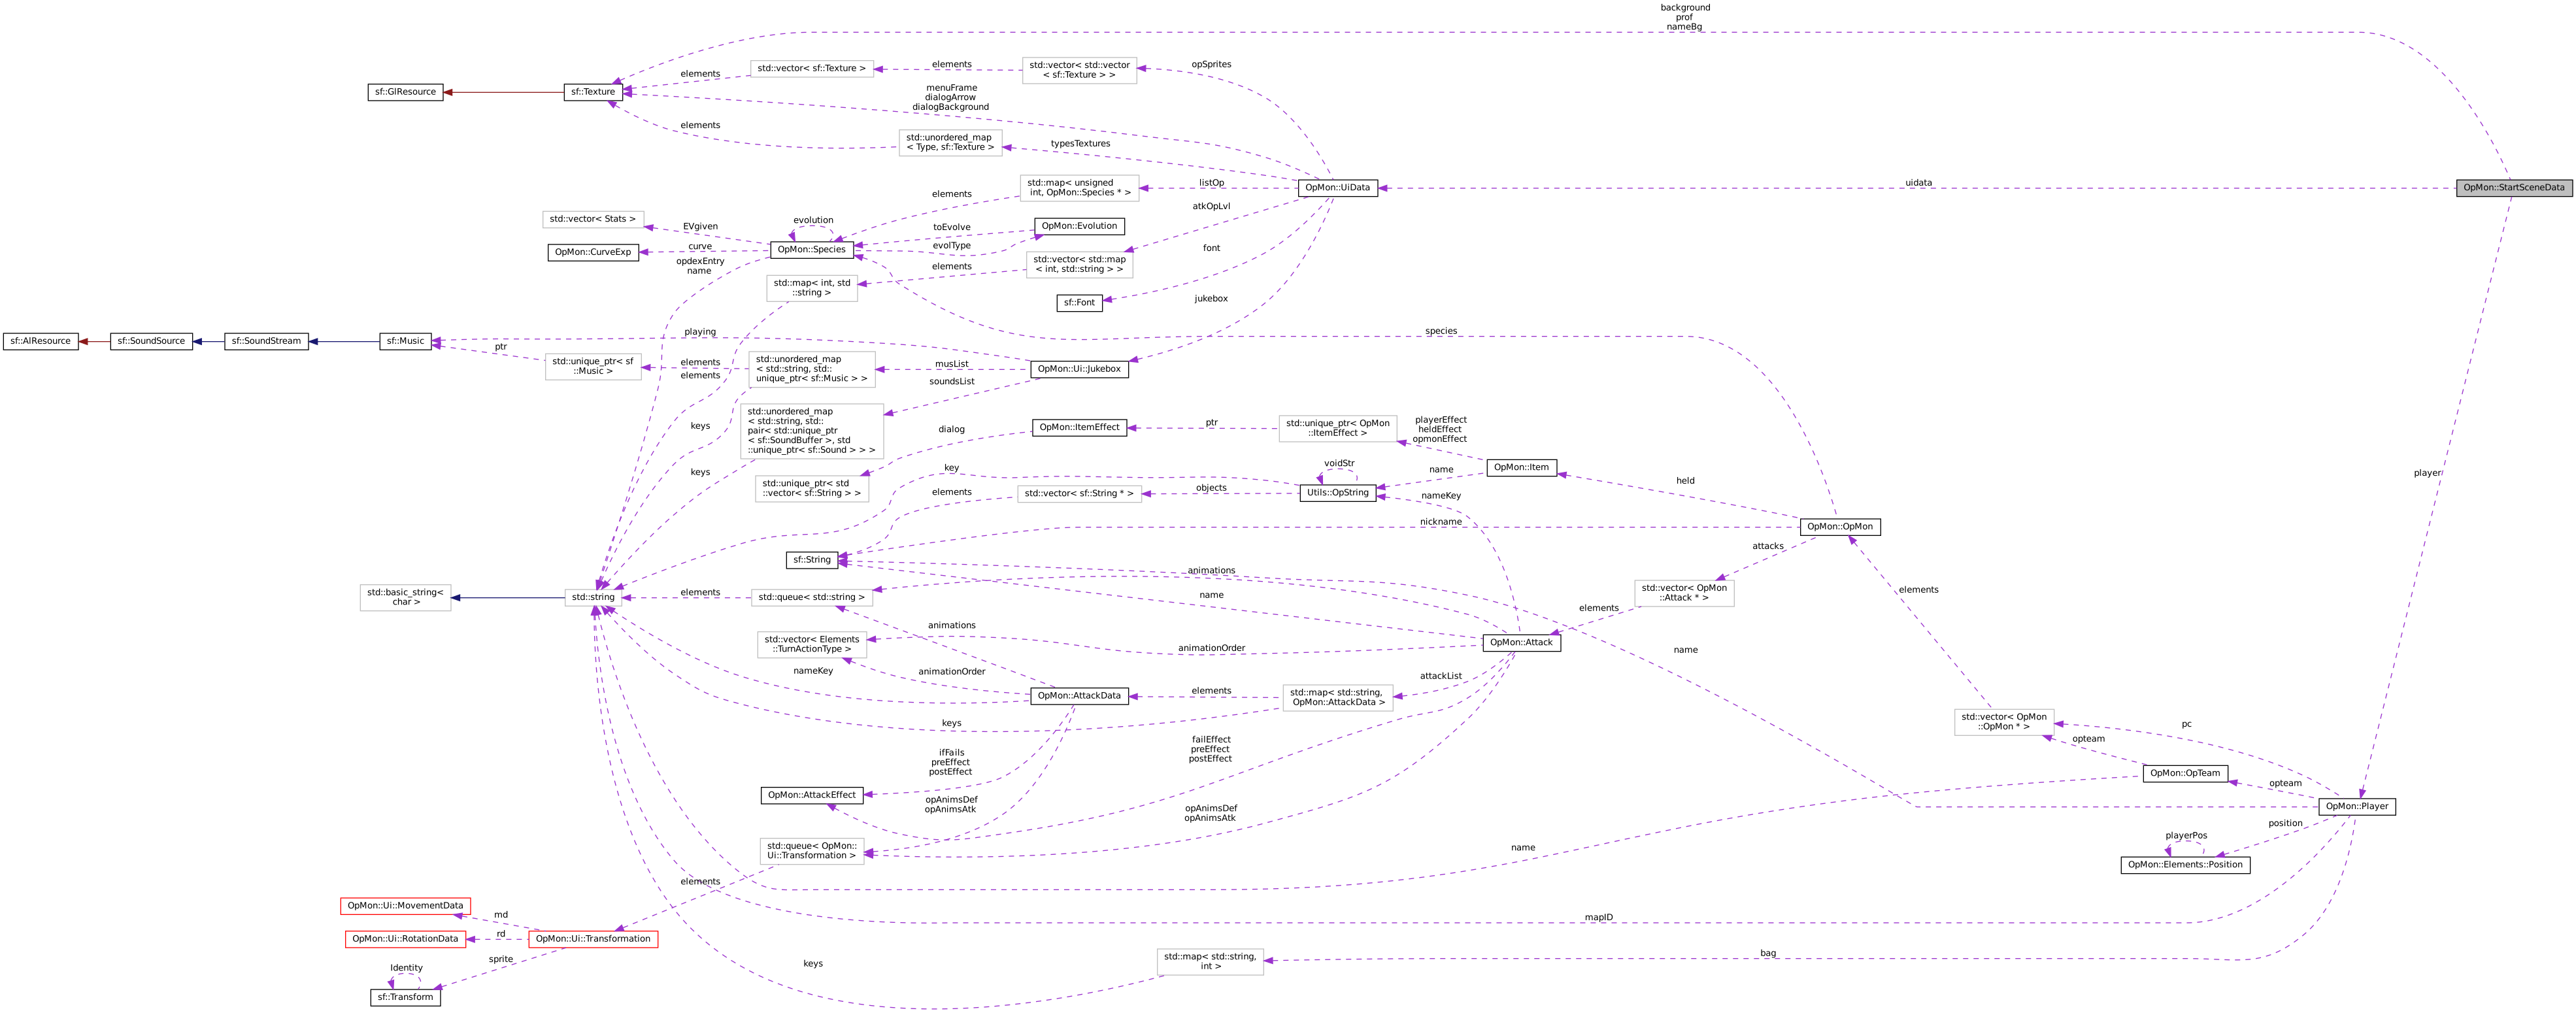 background
prof
nameBg
std::vector< sf::Texture >
elements
elements
std::vector< std::vector
< sf::Texture > >
opSprites
sf::GlResource
sf::Texture
menuFrame
dialogArrow
dialogBackground
elements
std::unordered_map
< Type, sf::Texture >
typesTextures
std::map< unsigned
int, OpMon::Species * >
listOp
OpMon::UiData
uidata
OpMon::StartSceneData
elements
atkOpLvl
std::vector< Stats >
EVgiven
evolution
toEvolve
OpMon::Evolution
OpMon::CurveExp
curve
OpMon::Species
evolType
font
opdexEntry
name
elements
std::vector< std::map
< int, std::string > >
std::map< int, std
::string >
sf::Font
jukebox
species
sf::AlResource
sf::SoundSource
sf::SoundStream
sf::Music
playing
ptr
std::unique_ptr< sf
::Music >
elements
elements
std::unordered_map
< std::string, std::
unique_ptr< sf::Music > >
musList
OpMon::Ui::Jukebox
soundsList
keys
std::unordered_map
< std::string, std::
pair< std::unique_ptr
< sf::SoundBuffer >, std
::unique_ptr< sf::Sound > > >
keys
dialog
OpMon::ItemEffect
ptr
std::unique_ptr< OpMon
::ItemEffect >
playerEffect
heldEffect
opmonEffect
std::unique_ptr< std
::vector< sf::String > >
key
voidStr
name
OpMon::Item
held
player
elements
std::vector< sf::String * >
objects
Utils::OpString
nameKey
nickname
OpMon::OpMon
sf::String
attacks
animations
std::vector< OpMon
::Attack * >
elements
elements
std::basic_string<
char >
std::string
elements
std::queue< std::string >
name
animations
std::vector< Elements
::TurnActionType >
animationOrder
OpMon::Attack
name
nameKey
animationOrder
OpMon::AttackData
elements
std::map< std::string,
OpMon::AttackData >
attackList
keys
std::vector< OpMon
::OpMon * >
pc
opteam
ifFails
preEffect
postEffect
failEffect
preEffect
postEffect
OpMon::OpTeam
opteam
OpMon::AttackEffect
opAnimsDef
opAnimsAtk
opAnimsDef
opAnimsAtk
OpMon::Player
position
playerPos
OpMon::Elements::Position
std::queue< OpMon::
Ui::Transformation >
name
elements
OpMon::Ui::MovementData
md
mapID
OpMon::Ui::RotationData
rd
OpMon::Ui::Transformation
sprite
Identity
sf::Transform
keys
std::map< std::string,
int >
bag